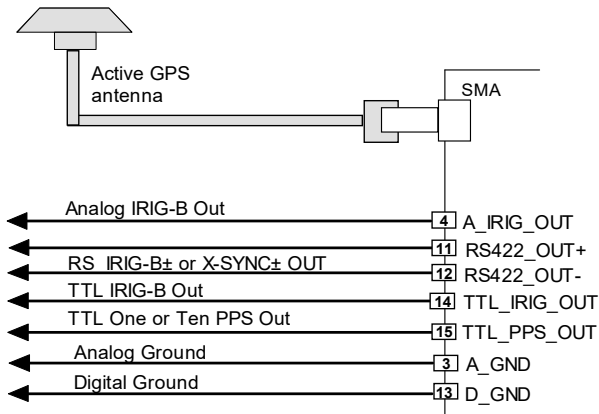 Active GPS
antenna
SMA
Analog IRIG-B Out
4 A_IRIG_OUT
11 RS422_OUT+
RS IRIG-B± or X-SYNC± OUT
12 RS422_OUT-
TTL IRIG-B Out
14 TTL_IRIG_OUT
TTL One or Ten PPS Out
15 TTL_PPS_OUT
Analog Ground
3 A_GND
Digital Ground
13 D_GND